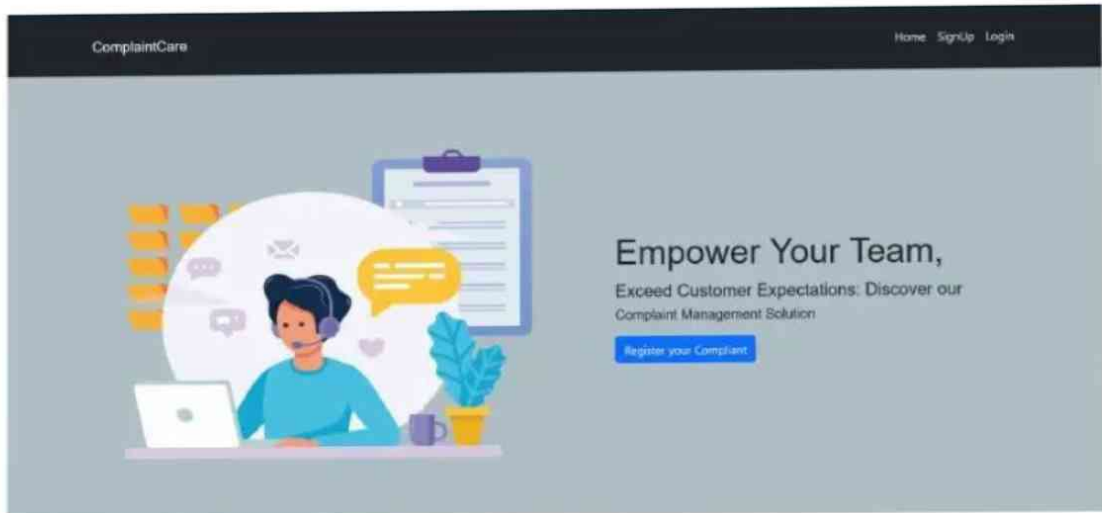 ComplaintCare
Home SignUp Login
Empower Your Team,
Exceed Customer Expectations: Discover our
Complaint Management Solution
Register your Compliant